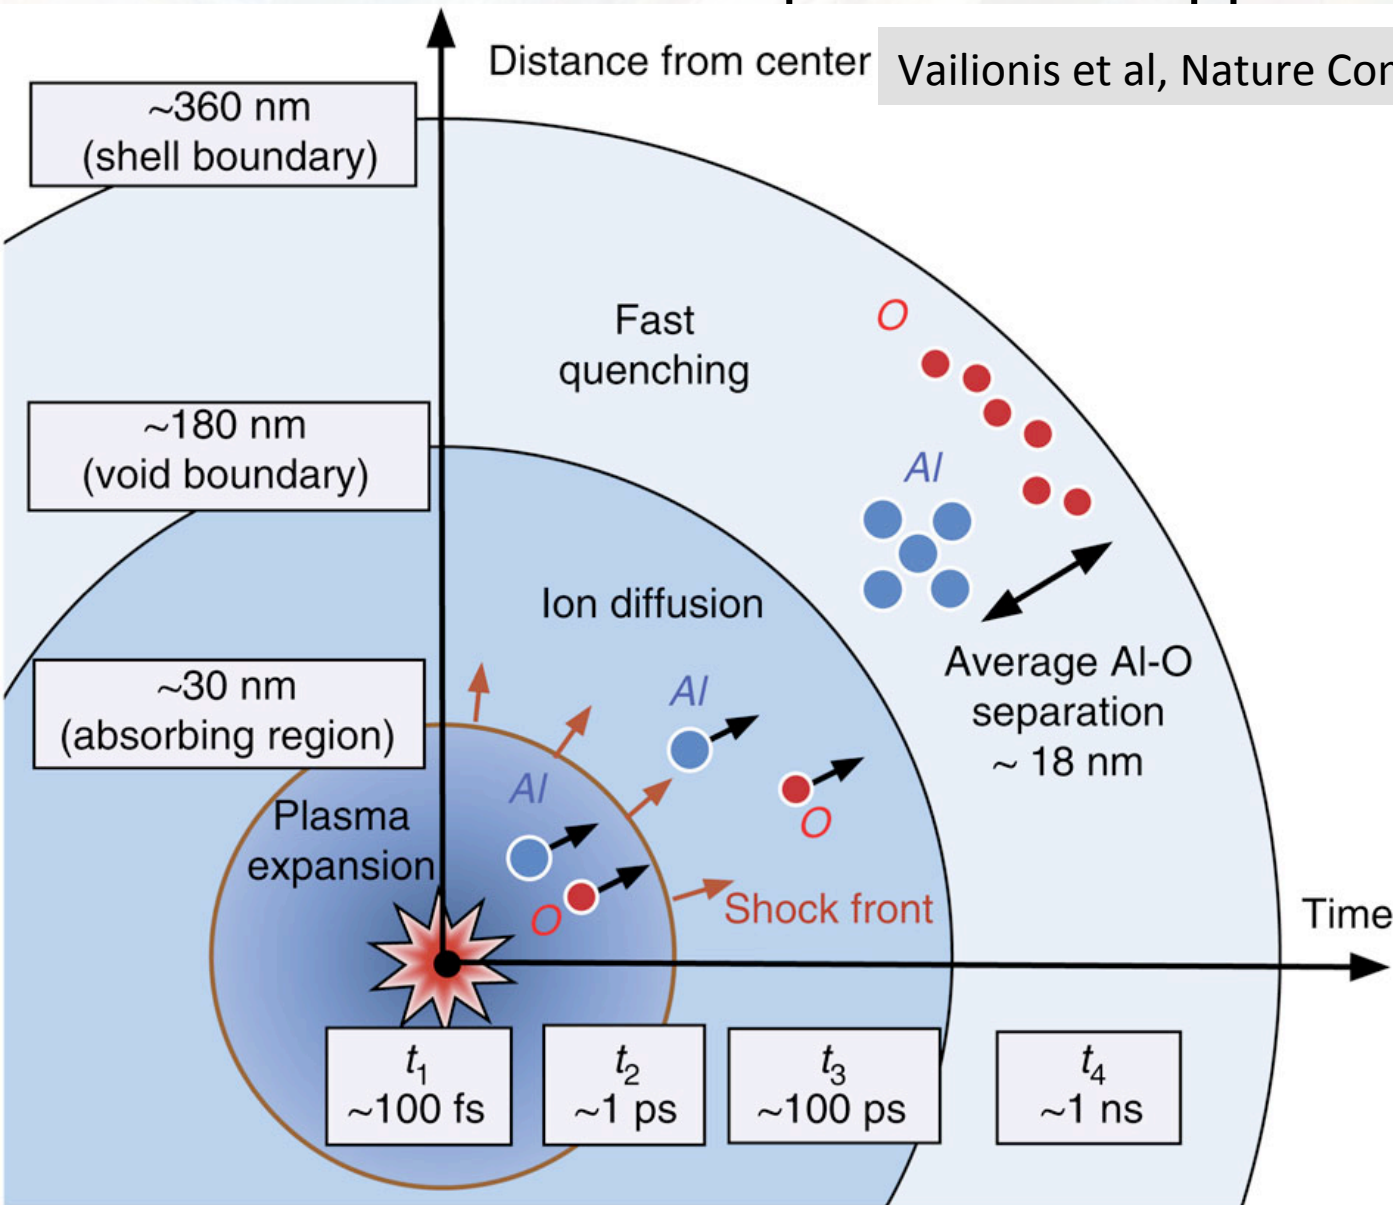 Distance from center
Vailionis et al, Nature
~360 nm
(shell boundary)
Fast
quenching
O
~180 nm
(void boundary)
Al
Ion diffusion
Average Al-O
separation
~ 18 nm
~30 nm
(absorbing region)
Al
O
Al
Plasma
expansion
O
Shock front
Time
t₁
~100 fs
t₂
~1 ps
t₃
~100 ps
t₄
~1 ns